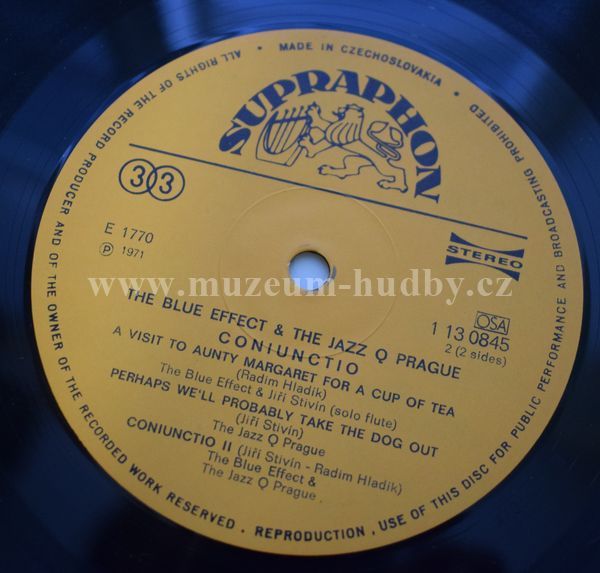 ALL RIGHTS OF THE RECORD PRODUCER AND OF THE OWNER OF THE RECORDED WORK RESERVED · REPRODUCTION, USE OF THIS DISC FOR PUBLIC PERFORMANCE AND BROADCASTING PROHIBITED
· MADE IN CZECHOSLOVAKIA ·
SUPRAPHON
33
E 1770
Ⓟ 1971
STEREO
www.muzeum-hudby.cz
OSA
1 13 0845
2 (2 sides)
THE BLUE EFFECT & THE JAZZ Q PRAGUE
CONIUNCTIO
A VISIT TO AUNTY MARGARET FOR A CUP OF TEA
(Radim Hladík)
The Blue Effect & Jiří Stivín (solo flute)
PERHAPS WE'LL PROBABLY TAKE THE DOG OUT
(Jiří Stivín)
The Jazz Q Prague
CONIUNCTIO II (Jiří Stivín - Radim Hladík)
The Blue Effect &
The Jazz Q Prague